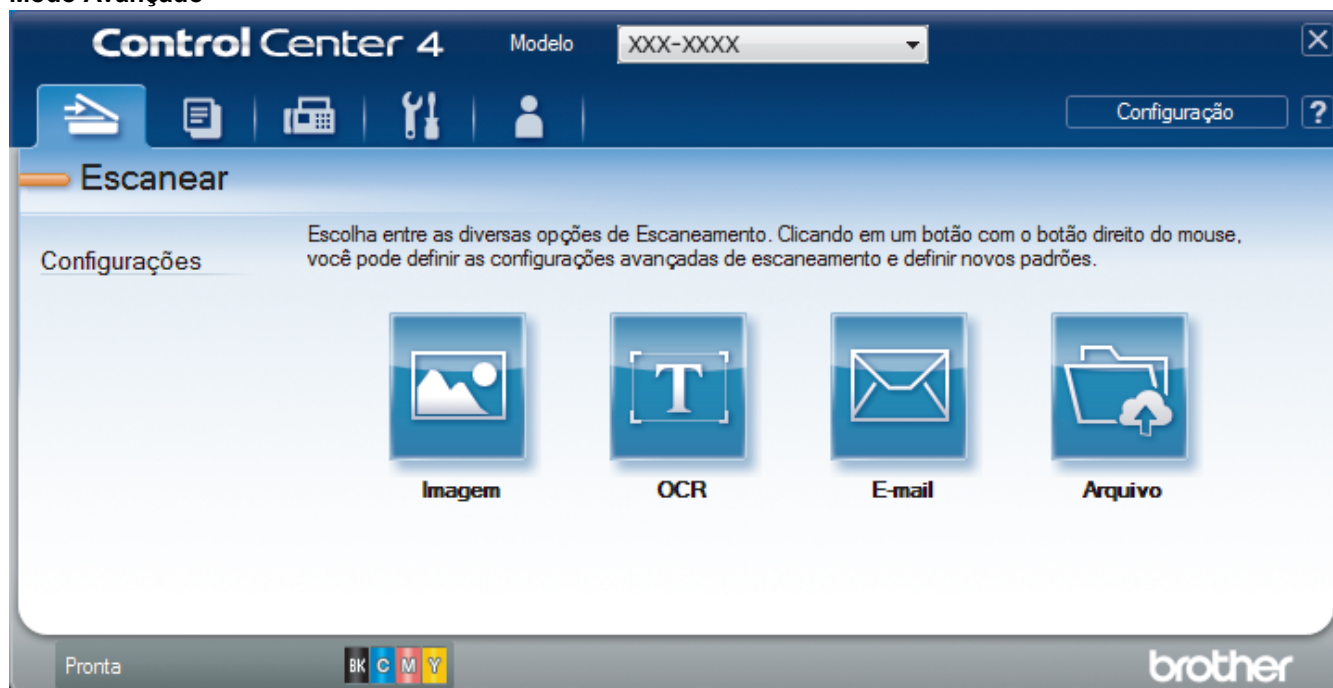 Modo Avançado
Control Center 4
Modelo
XXX-XXXX
Configuração
?
Escanear
Configurações
Escolha entre as diversas opções de Escaneamento. Clicando em um botão com o botão direito do mouse,
você pode definir as configurações avançadas de escaneamento e definir novos padrões.
T
Imagem
OCR
E-mail
Arquivo
Pronta
BK C M Y
brother